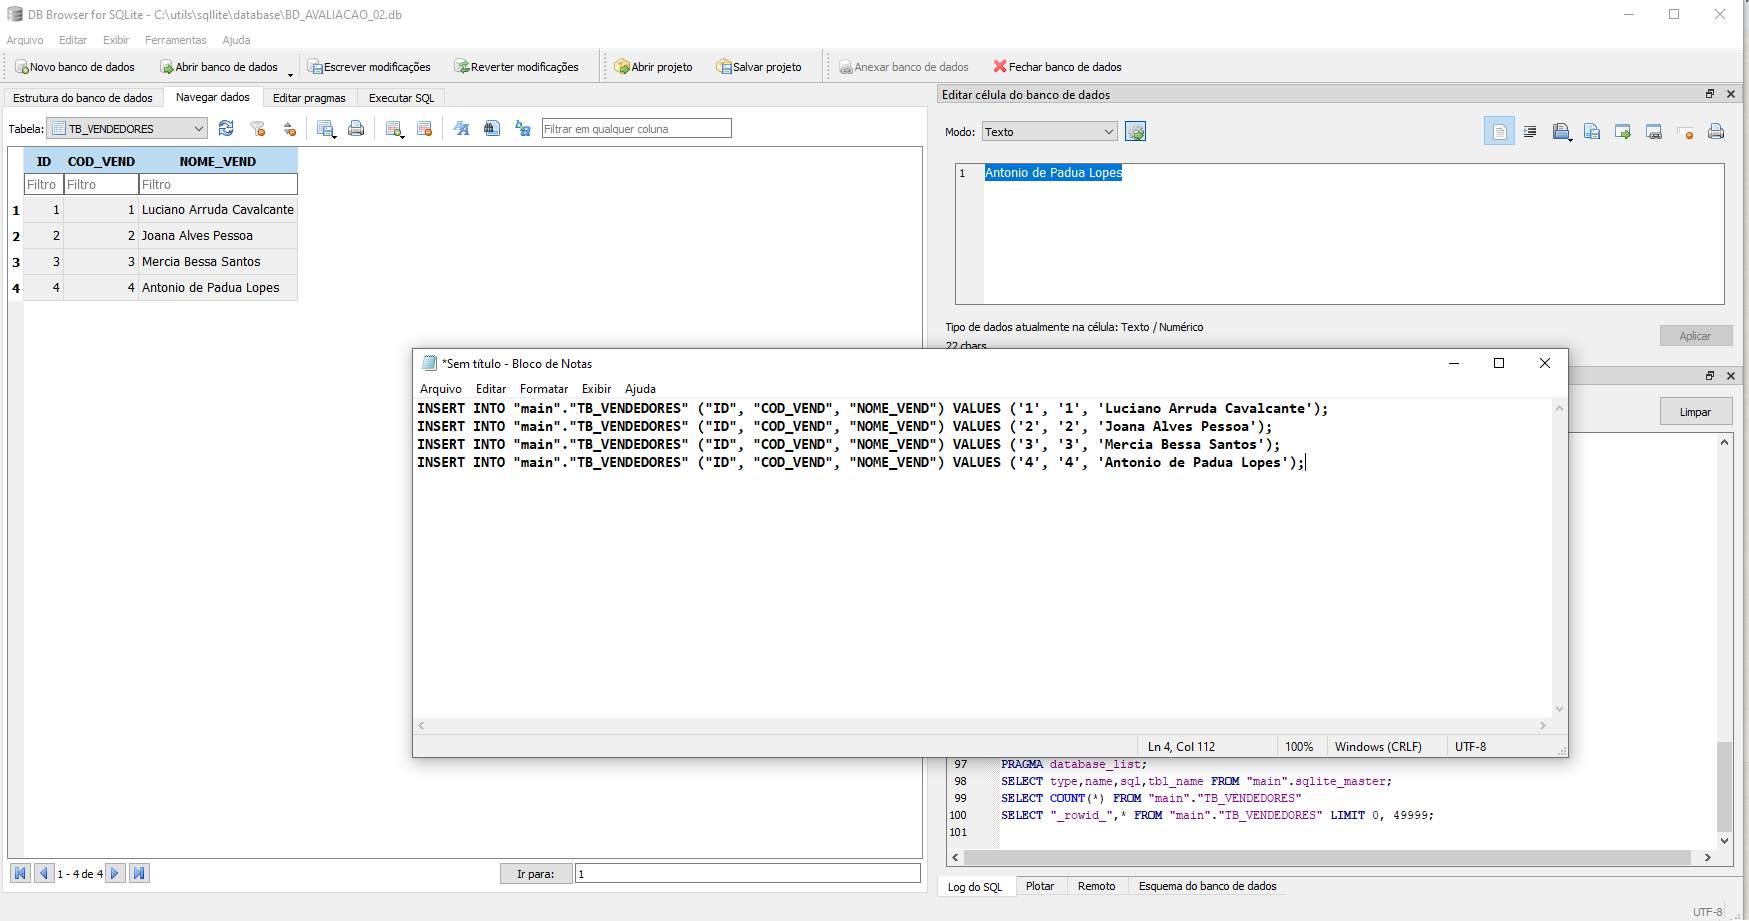 DB Browser for SQLite - C:\utils\sqllite\database\BD_AVALIACAO_02.db
Arquivo Editar Exibir Ferramentas Ajuda
Novo banco de dados Abrir banco de dados Escrever modificações Reverter modificações Abrir projeto Salvar projeto Anexar banco de dados Fechar banco de dados
Estrutura do banco de dados Navegar dados Editar pragmas Executar SQL
Tabela: TB_VENDEDORES Filtrar em qualquer coluna
ID COD_VEND NOME_VEND
Filtro Filtro Filtro
1 1 1 Luciano Arruda Cavalcante
2 2 2 Joana Alves Pessoa
3 3 3 Mercia Bessa Santos
4 4 4 Antonio de Padua Lopes
1 - 4 de 4 Ir para: 1
Editar célula do banco de dados
Modo: Texto
1 Antonio de Padua Lopes
Tipo de dados atualmente na célula: Texto / Numérico
22 chars
Aplicar
*Sem título - Bloco de Notas
Arquivo Editar Formatar Exibir Ajuda
INSERT INTO "main"."TB_VENDEDORES" ("ID", "COD_VEND", "NOME_VEND") VALUES ('1', '1', 'Luciano Arruda Cavalcante');
INSERT INTO "main"."TB_VENDEDORES" ("ID", "COD_VEND", "NOME_VEND") VALUES ('2', '2', 'Joana Alves Pessoa');
INSERT INTO "main"."TB_VENDEDORES" ("ID", "COD_VEND", "NOME_VEND") VALUES ('3', '3', 'Mercia Bessa Santos');
INSERT INTO "main"."TB_VENDEDORES" ("ID", "COD_VEND", "NOME_VEND") VALUES ('4', '4', 'Antonio de Padua Lopes');
Ln 4, Col 112 100% Windows (CRLF) UTF-8
Limpar
97 PRAGMA database_list;
98 SELECT type,name,sql,tbl_name FROM "main".sqlite_master;
99 SELECT COUNT(*) FROM "main"."TB_VENDEDORES"
100 SELECT "_rowid_",* FROM "main"."TB_VENDEDORES" LIMIT 0, 49999;
101
Log do SQL Plotar Remoto Esquema do banco de dados
UTF-8